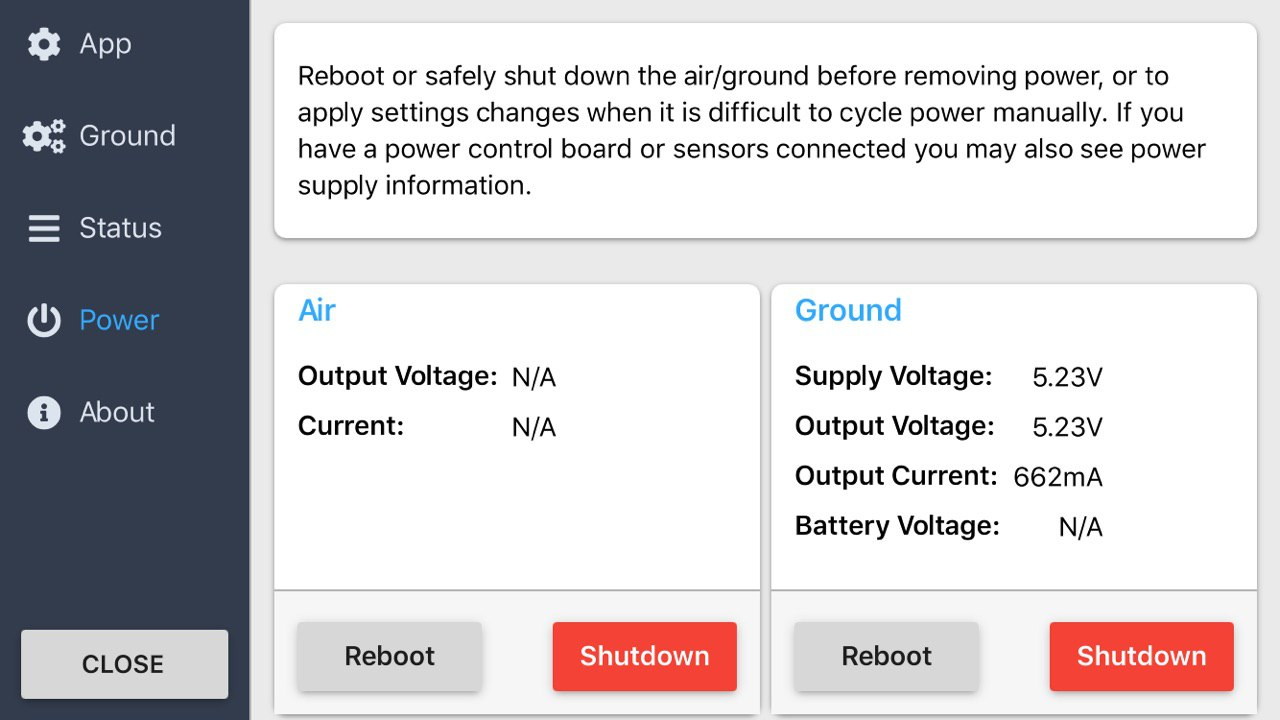 App
Ground
Status
Power
About
CLOSE
Reboot or safely shut down the air/ground before removing power, or to
apply settings changes when it is difficult to cycle power manually. If you
have a power control board or sensors connected you may also see power
supply information.
Air
Output Voltage: N/A
Current: N/A
Reboot Shutdown
Ground
Supply Voltage: 5.23V
Output Voltage: 5.23V
Output Current: 662mA
Battery Voltage: N/A
Reboot Shutdown